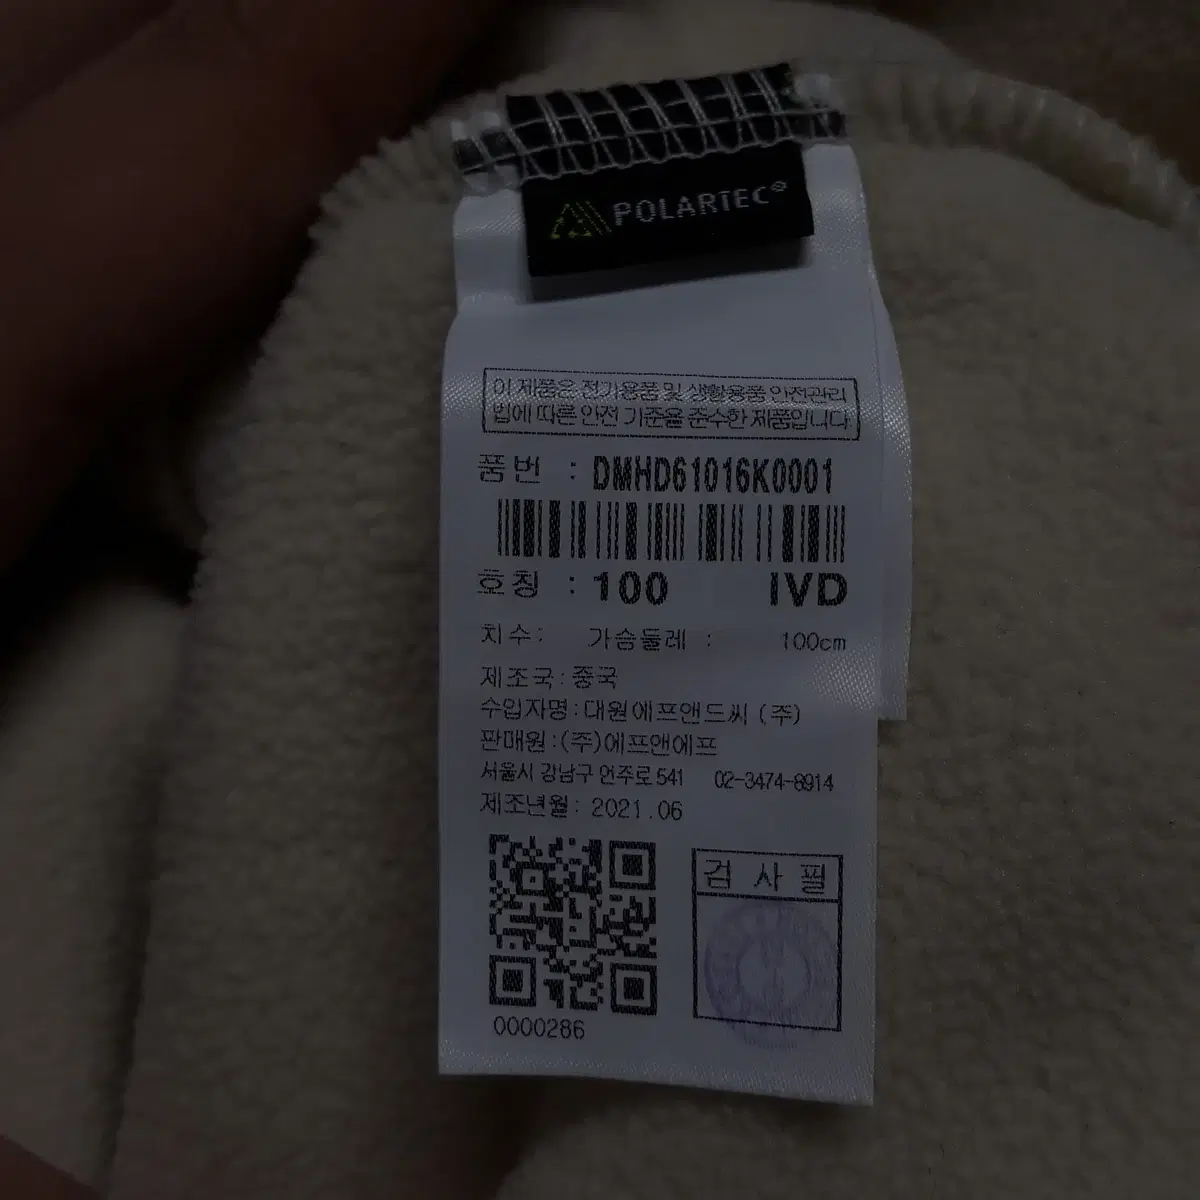 POLARTEC®
이 제품은 전기용품 및 생활용품 안전관리
법에 따른 안전 기준을 준수한 제품입니다.
품번 : DMHD61016K0001
호칭 : 100 IVD
치수: 가슴둘레 : 100cm
제조국:중국
수입자명:대원에프앤드씨 (주)
판매원:(주)에프앤에프
서울시 강남구 언주로 541 02-3474-8914
제조년월: 2021.06
검 사 필
0000286